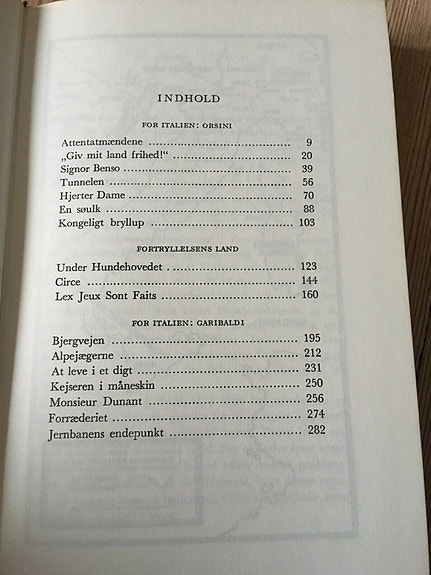 INDHOLD
FOR ITALIEN: ORSINI
Attentatmændene ........ 9
„Giv mit land frihed!“ ........ 20
Signor Benso ........ 39
Tunnelen ........ 56
Hjerter Dame ........ 70
En soulk ........ 88
Kongeligt bryllup ........ 103
FORTRYLLELSENS LAND
Under Hundehovedet ........ 123
Circe ........ 144
Lex Jeux Sont Faits ........ 160
FOR ITALIEN: GARIBALDI
Bjergvejen ........ 195
Alpejægerne ........ 212
At leve i et digt ........ 231
Kejseren i måneskin ........ 250
Monsieur Dunant ........ 256
Forræderiet ........ 274
Jernbanens endepunkt ........ 282